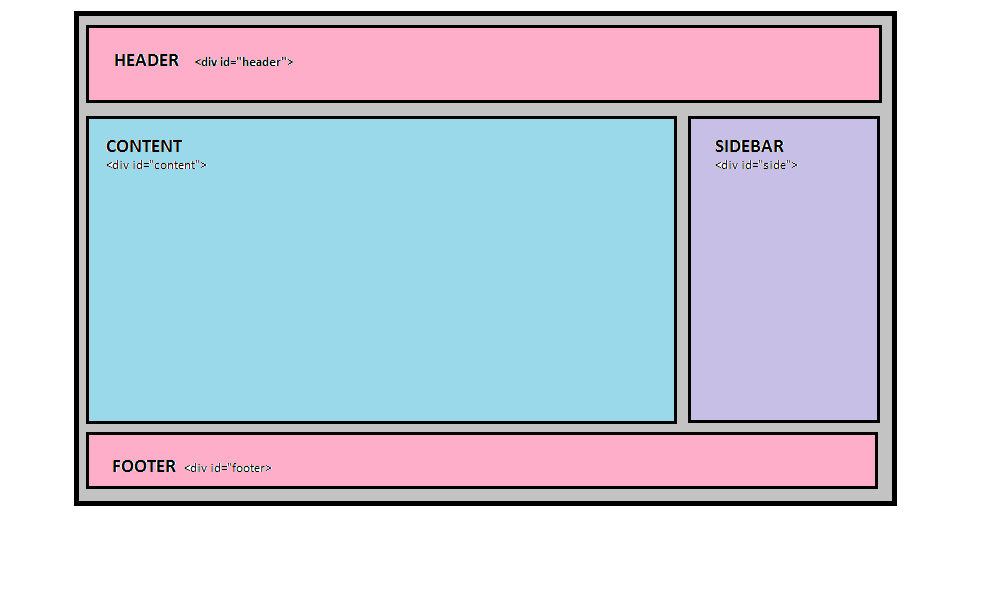 HEADER <div id="header">
CONTENT
<div id="content">
SIDEBAR
<div id="side">
FOOTER <div id="footer>